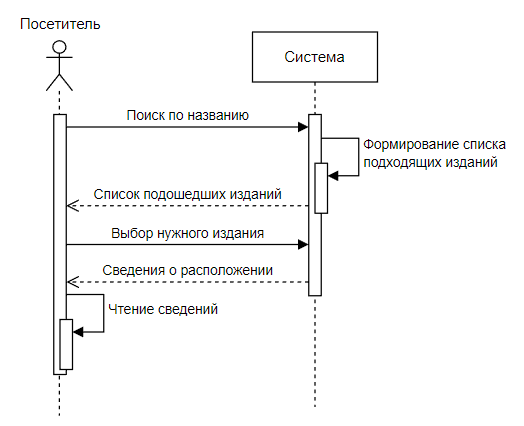 Посетитель
Система
Поиск по названию
Формирование списка
подходящих изданий
Список подошедших изданий
Выбор нужного издания
Сведения о расположении
Чтение сведений